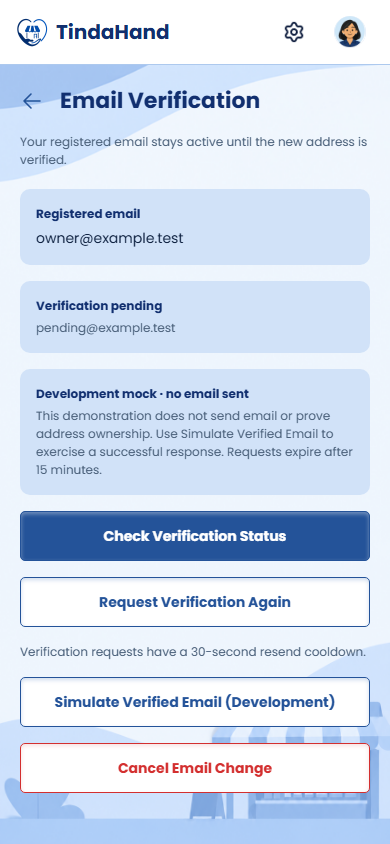 TindaHand
Email Verification
Your registered email stays active until the new address is
verified.
Registered email
owner@example.test
Verification pending
pending@example.test
Development mock · no email sent
This demonstration does not send email or prove
address ownership. Use Simulate Verified Email to
exercise a successful response. Requests expire after
15 minutes.
Check Verification Status
Request Verification Again
Verification requests have a 30-second resend cooldown.
Simulate Verified Email (Development)
Cancel Email Change